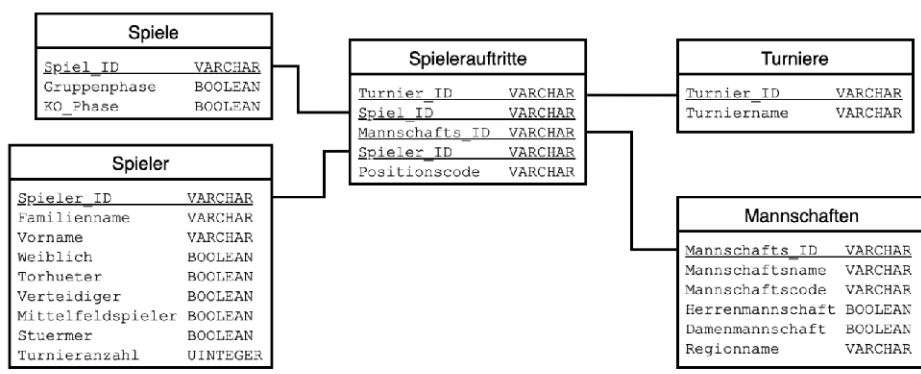 Spiele
Spiel_ID VARCHAR
Gruppenphase BOOLEAN
KO_Phase BOOLEAN
Spieler
Spieler_ID VARCHAR
Familienname VARCHAR
Vorname VARCHAR
Weiblich BOOLEAN
Torhueter BOOLEAN
Verteidiger BOOLEAN
Mittelfeldspieler BOOLEAN
Stuermer BOOLEAN
Turnieranzahl UINTEGER
Spielerauftritte
Turnier_ID VARCHAR
Spiel_ID VARCHAR
Mannschafts_ID VARCHAR
Spieler_ID VARCHAR
Positionscode VARCHAR
Turniere
Turnier_ID VARCHAR
Turniername VARCHAR
Mannschaften
Mannschafts_ID VARCHAR
Mannschaftsname VARCHAR
Mannschaftscode VARCHAR
Herrenmannschaft BOOLEAN
Damenmannschaft BOOLEAN
Regionname VARCHAR